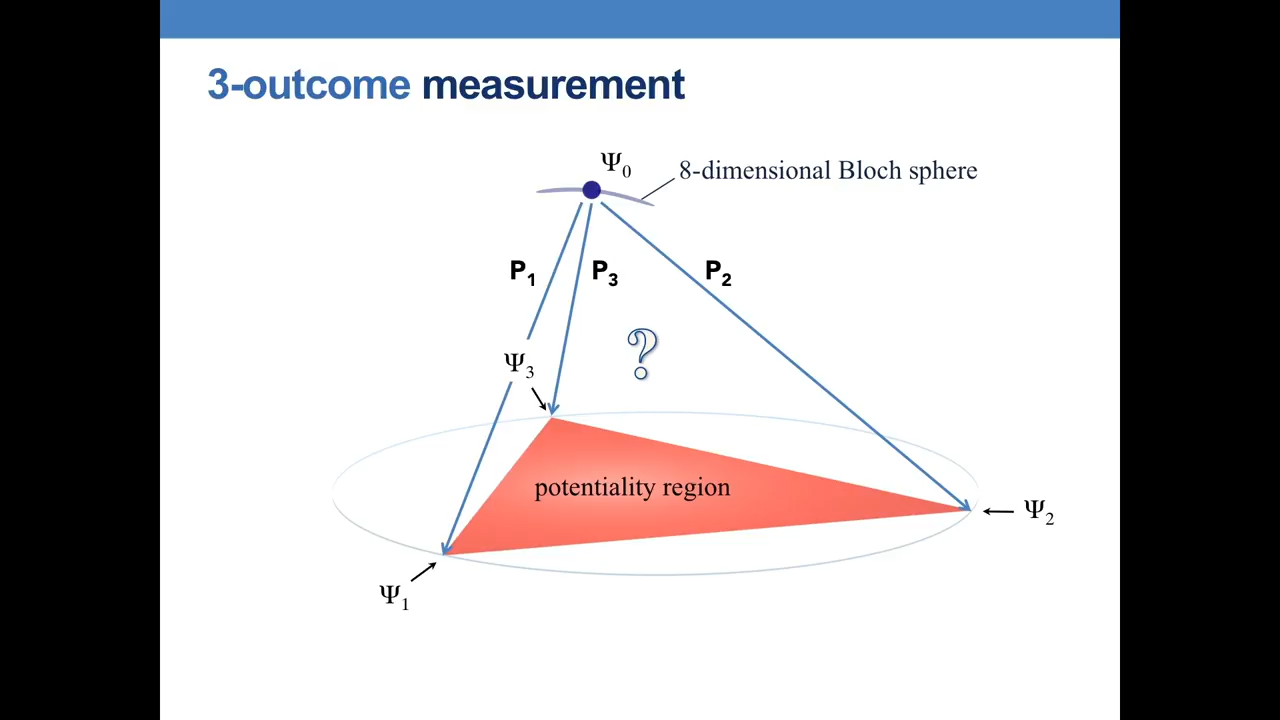 3-outcome measurement
Ψ₀
8-dimensional Bloch sphere
P₁
P₃
P₂
?
Ψ₃
potentiality region
Ψ₂
Ψ₁